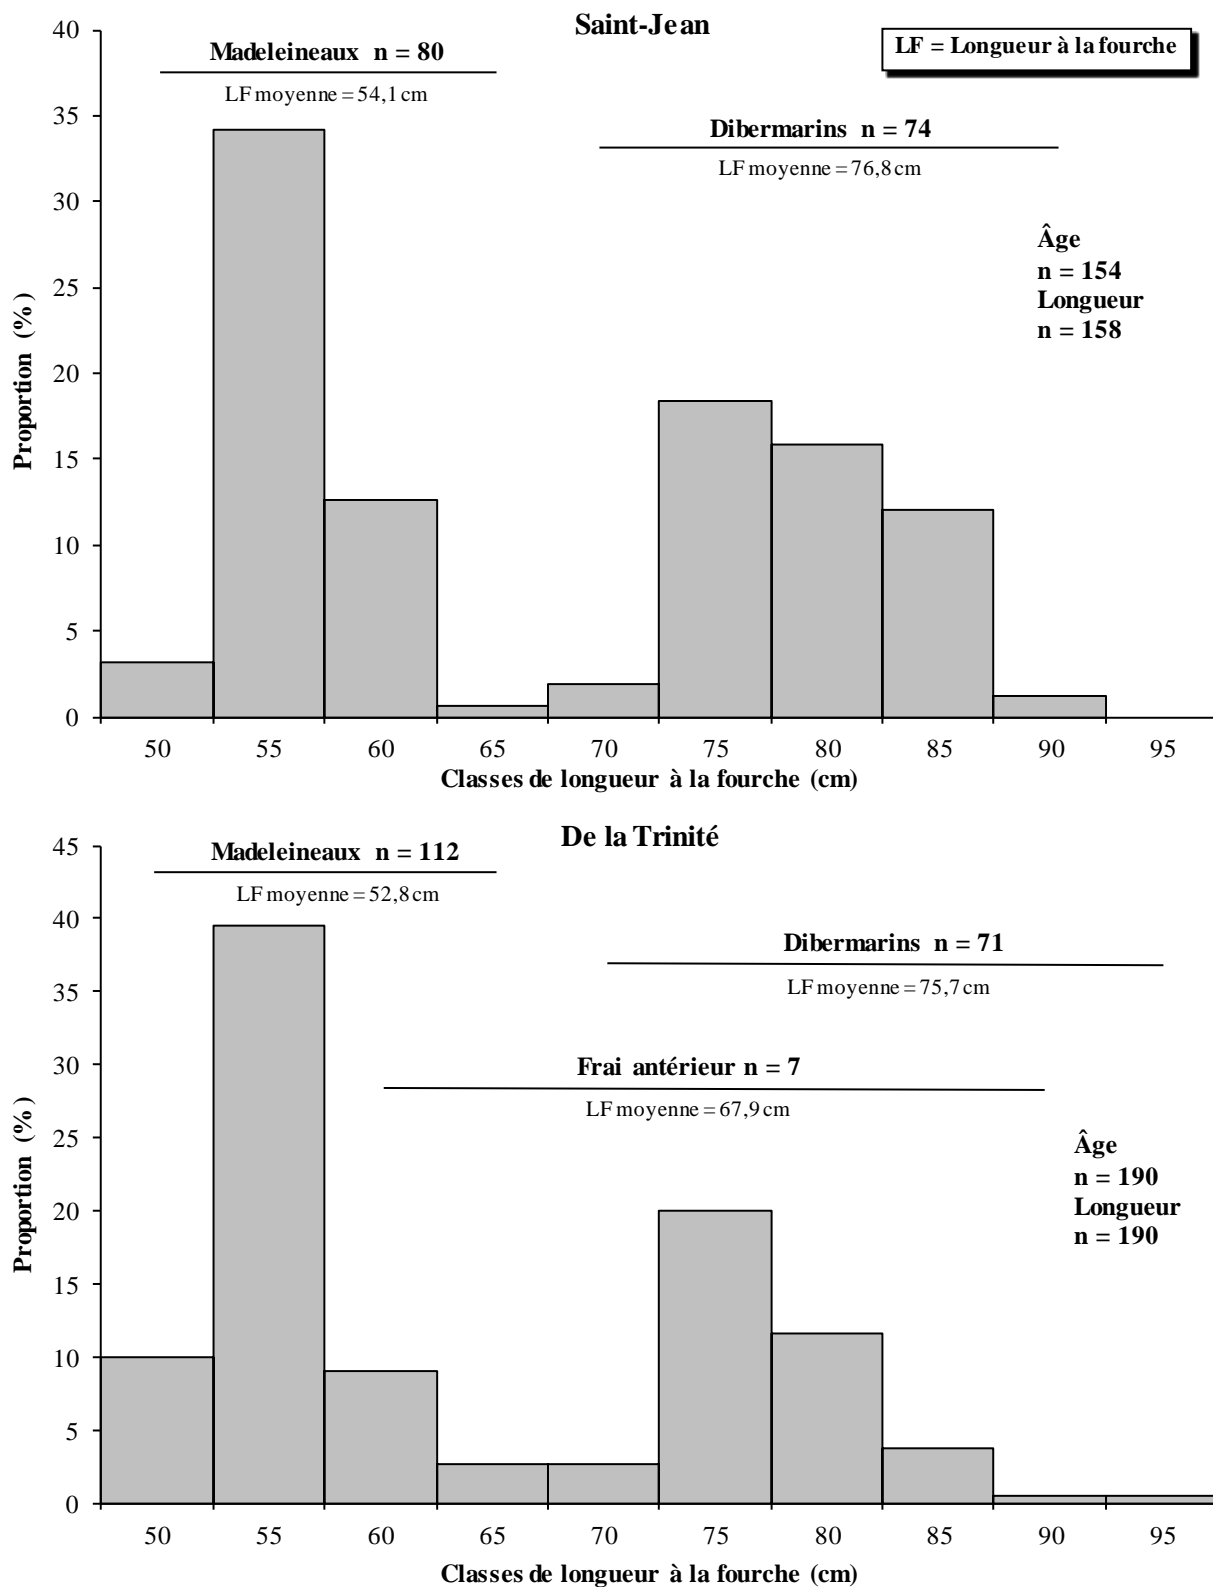 Saint-Jean
LF = Longueur à la fourche
Madeleineaux n = 80
LF moyenne = 54,1 cm
Dibermarins n = 74
LF moyenne = 76,8 cm
Âge
n = 154
Longueur
n = 158
Proportion (%)
40
35
30
25
20
15
10
5
0
50 55 60 65 70 75 80 85 90 95
Classes de longueur à la fourche (cm)
De la Trinité
Madeleineaux n = 112
LF moyenne = 52,8 cm
Dibermarins n = 71
LF moyenne = 75,7 cm
Frai antérieur n = 7
LF moyenne = 67,9 cm
Âge
n = 190
Longueur
n = 190
Proportion (%)
45
40
35
30
25
20
15
10
5
0
50 55 60 65 70 75 80 85 90 95
Classes de longueur à la fourche (cm)